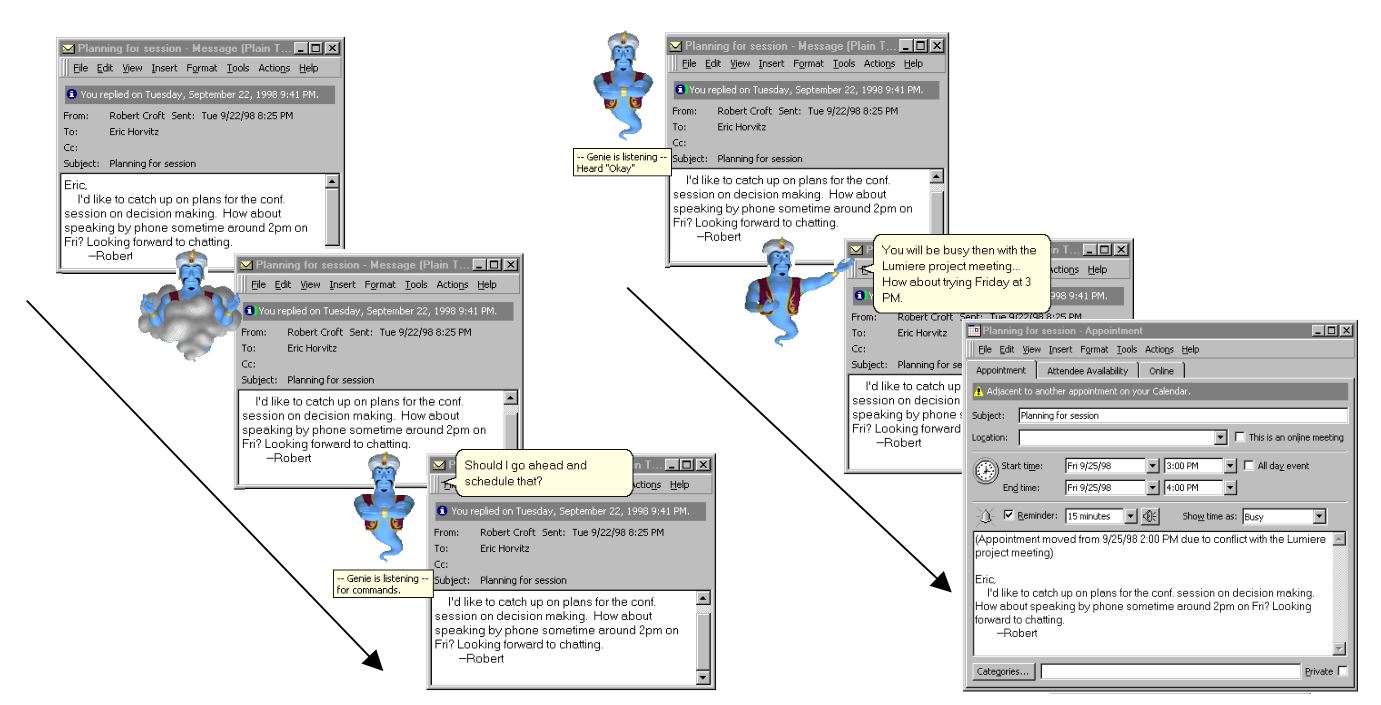 Planning for session - Message (Plain T...
File Edit View Insert Format Tools Actions Help
You replied on Tuesday, September 22, 1998 9:41 PM.
From: Robert Croft Sent: Tue 9/22/98 8:25 PM
To: Eric Horvitz
Cc:
Subject: Planning for session
Eric,
I'd like to catch up on plans for the conf.
session on decision making. How about
speaking by phone sometime around 2pm on
Fri? Looking forward to chatting.
–Robert
Planning for session - Message (Plain T...
File Edit View Insert Format Tools Actions Help
You replied on Tuesday, September 22, 1998 9:41 PM.
From: Robert Croft Sent: Tue 9/22/98 8:25 PM
To: Eric Horvitz
Cc:
Subject: Planning for session
I'd like to catch up on plans for the conf.
session on decision making. How about
speaking by phone sometime around 2pm on
Fri? Looking forward to chatting.
–Robert
Should I go ahead and
schedule that?
-- Genie is listening --
for commands.
n T...
Actions Help
You replied on Tuesday, September 22, 1998 9:41 PM.
From: Robert Croft Sent: Tue 9/22/98 8:25 PM
To: Eric Horvitz
Cc:
Subject: Planning for session
I'd like to catch up on plans for the conf.
session on decision making. How about
speaking by phone sometime around 2pm on
Fri? Looking forward to chatting.
–Robert
Planning for session - Message (Plain T...
File Edit View Insert Format Tools Actions Help
You replied on Tuesday, September 22, 1998 9:41 PM.
From: Robert Croft Sent: Tue 9/22/98 8:25 PM
To: Eric Horvitz
Cc:
Subject: Planning for session
-- Genie is listening --
Heard "Okay"
I'd like to catch up on plans for the conf.
session on decision making. How about
speaking by phone sometime around 2pm on
Fri? Looking forward to chatting.
–Robert
You will be busy then with the
Lumiere project meeting...
How about trying Friday at 3
PM.
n T...
Actions Help
998 9:41 PM.
From: Robert Croft Sent: Tue 9/22/98 8:25 PM
To:
Cc:
Subject: Planning for se
I'd like to catch up
session on decision
speaking by phone s
Fri? Looking forward
–Robert
Planning for session - Appointment
File Edit View Insert Format Tools Actions Help
Appointment Attendee Availability Online
Adjacent to another appointment on your Calendar.
Subject: Planning for session
Location: This is an online meeting
Start time: Fri 9/25/98 3:00 PM All day event
End time: Fri 9/25/98 4:00 PM
Reminder: 15 minutes Show time as: Busy
(Appointment moved from 9/25/98 2:00 PM due to conflict with the Lumiere
project meeting)
Eric,
I'd like to catch up on plans for the conf. session on decision making.
How about speaking by phone sometime around 2pm on Fri? Looking
forward to chatting.
–Robert
Categories... Private